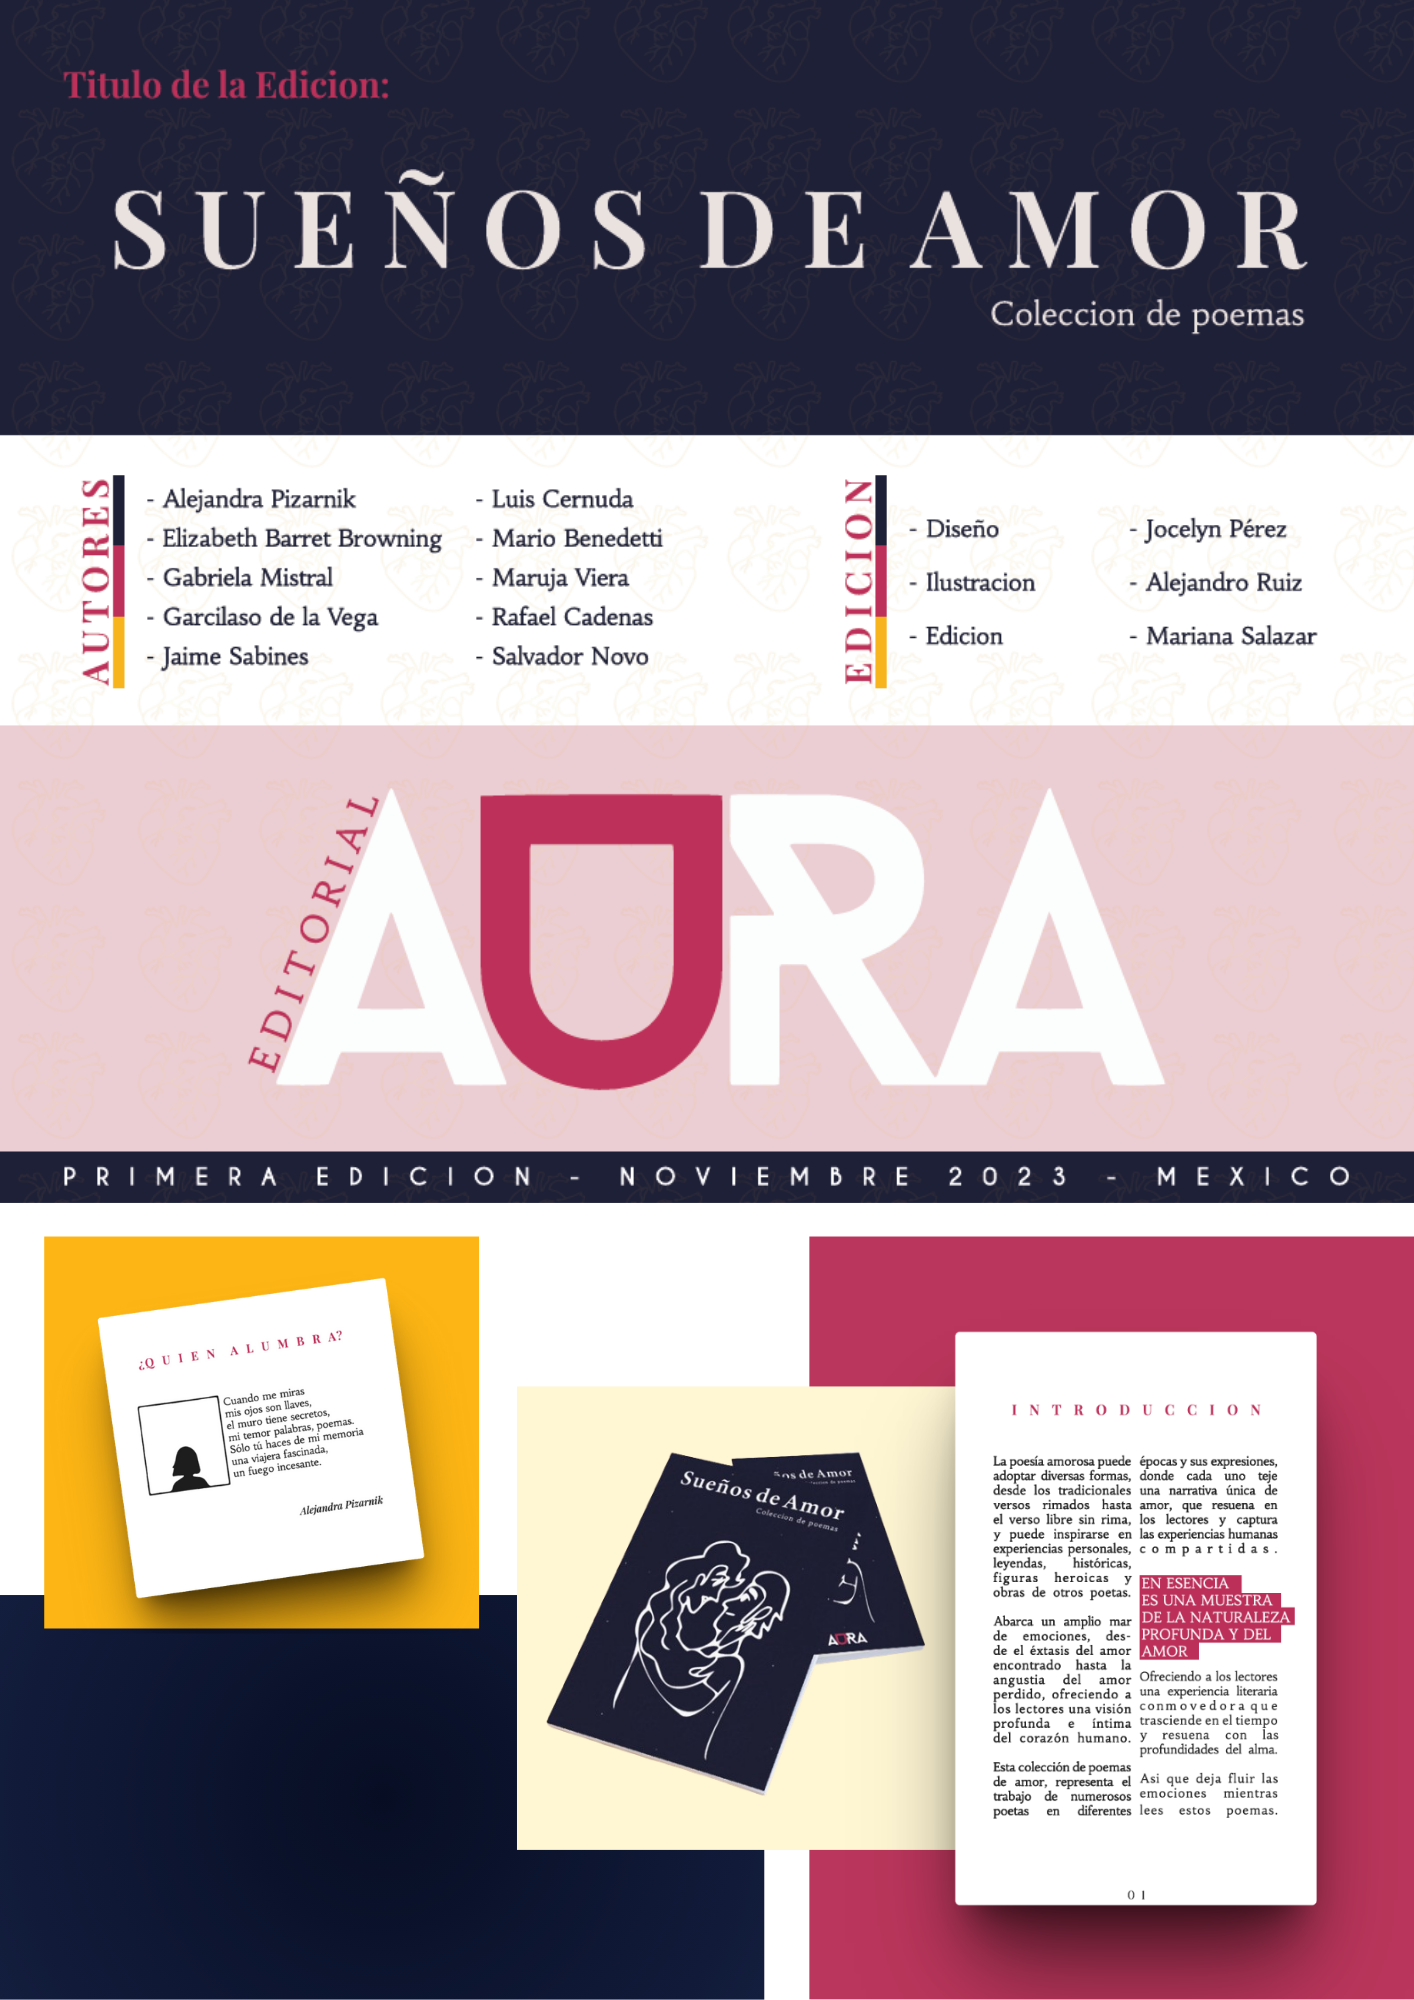 Titulo de la Edicion:
SUEÑOS DE AMOR
Coleccion de poemas
AUTORES
- Alejandra Pizarnik
- Elizabeth Barret Browning
- Gabriela Mistral
- Garcilaso de la Vega
- Jaime Sabines
- Luis Cernuda
- Mario Benedetti
- Maruja Viera
- Rafael Cadenas
- Salvador Novo
EDICION
- Diseño
- Ilustracion
- Edicion
- Jocelyn Pérez
- Alejandro Ruiz
- Mariana Salazar
EDITORIAL
AURA
PRIMERA EDICION - NOVIEMBRE 2023 - MEXICO
¿QUIEN ALUMBRA?
Cuando me miras
mis ojos son llaves,
el muro tiene secretos,
mi temor palabras, poemas.
Sólo tú haces de mi memoria
una viajera fascinada,
un fuego incesante.
Alejandra Pizarnik
Sueños de Amor
Coleccion de poemas
os de Amor
AURA
INTRODUCCION
La poesía amorosa puede
adoptar diversas formas,
desde los tradicionales
versos rimados hasta
el verso libre sin rima,
y puede inspirarse en
experiencias personales,
leyendas, históricas,
figuras heroicas y
obras de otros poetas.
Abarca un amplio mar
de emociones, des-
de el éxtasis del amor
encontrado hasta la
angustia del amor
perdido, ofreciendo a
los lectores una visión
profunda e íntima
del corazón humano.
Esta colección de poemas
de amor, representa el
trabajo de numerosos
poetas en diferentes
épocas y sus expresiones,
donde cada uno teje
una narrativa única de
amor, que resuena en
los lectores y captura
las experiencias humanas
compartidas.
EN ESENCIA
ES UNA MUESTRA
DE LA NATURALEZA
PROFUNDA Y DEL
AMOR
Ofreciendo a los lectores
una experiencia literaria
conmovedora que
trasciende en el tiempo
y resuena con las
profundidades del alma.
Asi que deja fluir las
emociones mientras
lees estos poemas.
01